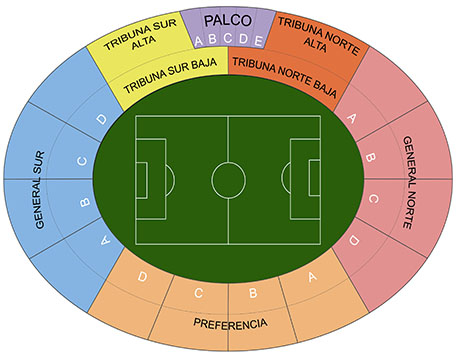 PALCO
A B C D E
TRIBUNA SUR
ALTA
TRIBUNA NORTE
ALTA
TRIBUNA SUR BAJA
TRIBUNA NORTE BAJA
GENERAL SUR
D
C
B
A
GENERAL NORTE
A
B
C
D
D C B A
PREFERENCIA